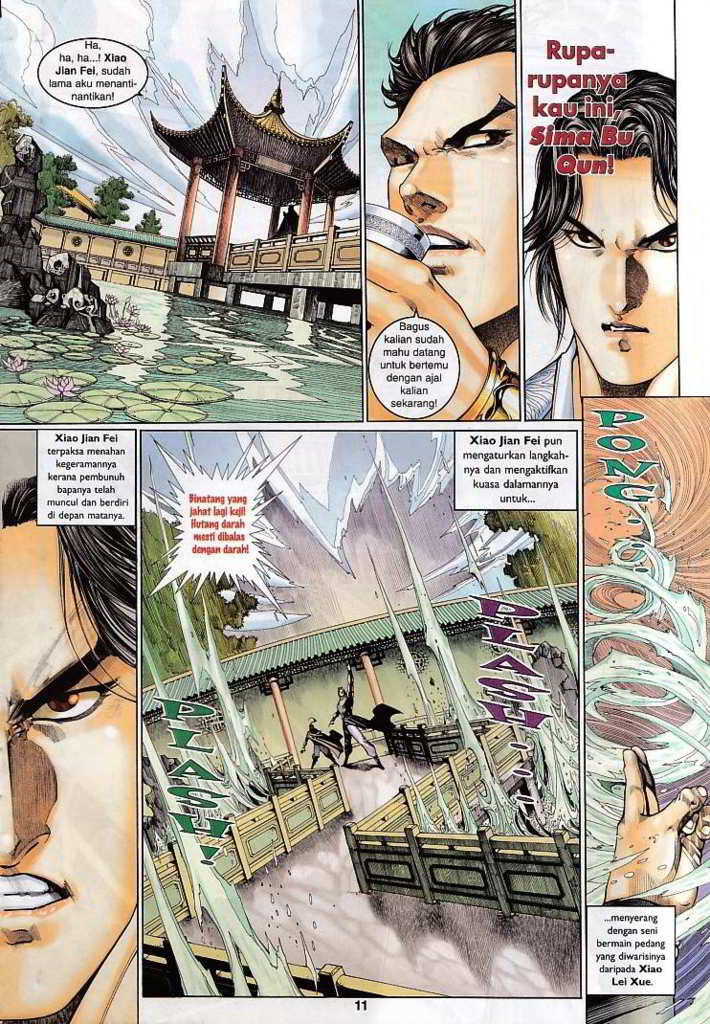 Ha,
ha, ha...! Xiao
Jian Fei, sudah
lama aku menanti-
nantikan!
Bagus
kalian sudah
mahu datang
untuk bertemu
dengan ajal
kalian
sekarang!
Rupa-
rupanya
kau ini,
Sima Bu
Qun!
Xiao Jian Fei
terpaksa menahan
kegeramannya
kerana pembunuh
bapanya telah
muncul dan berdiri
di depan matanya.
Binatang yang
jahat lagi keji!
Hutang darah
mesti dibalas
dengan darah!
Xiao Jian Fei pun
mengaturkan langkah-
nya dan mengaktifkan
kuasa dalamannya
untuk...
PLASH!
PLASH...
PONG...
...menyerang
dengan seni
bermain pedang
yang diwarisinya
daripada Xiao
Lei Xue.
11